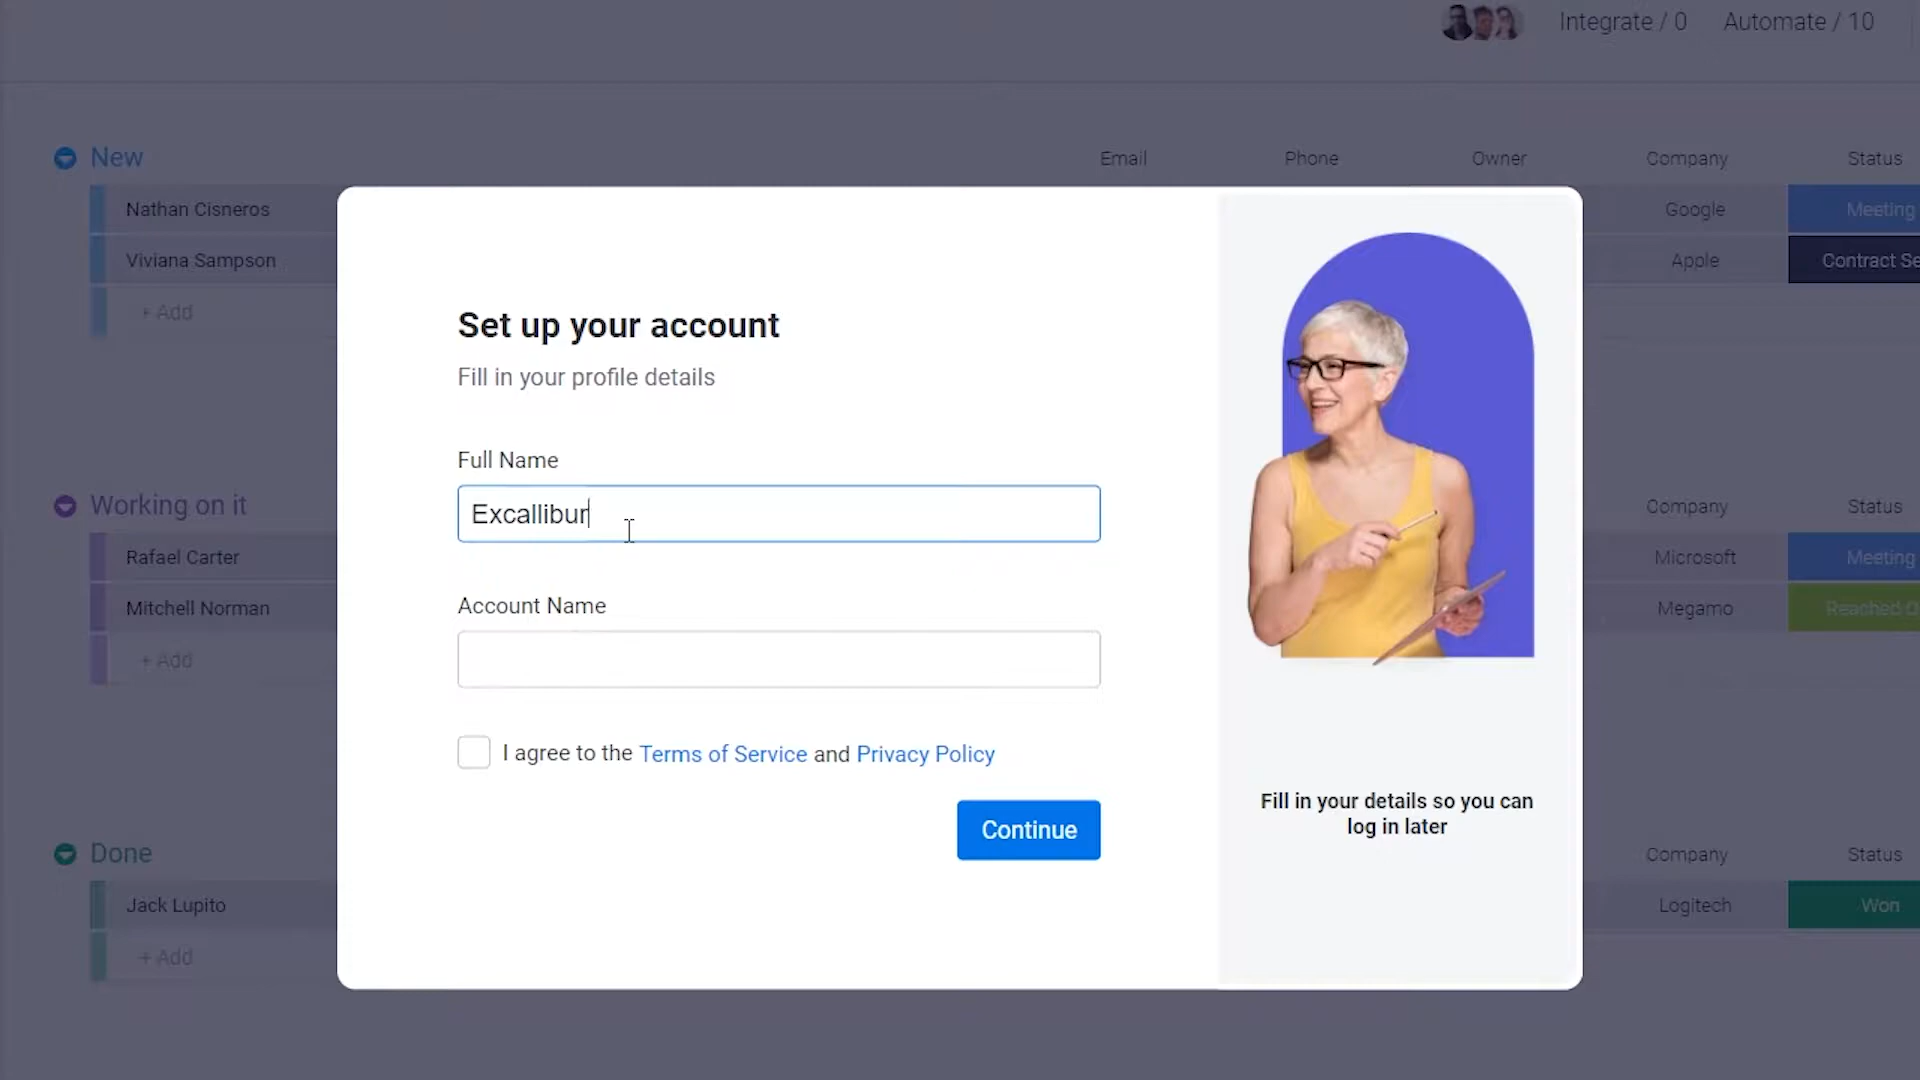 Integrate / 0 Automate / 10
New Email Phone Owner Company Status
Nathan Cisneros Google Meeting
Viviana Sampson Apple Contract Se
+ Add
Set up your account
Fill in your profile details
Full Name
Excallibur
Account Name
I agree to the Terms of Service and Privacy Policy
Continue
Fill in your details so you can
log in later
Working on it Company Status
Rafael Carter Microsoft Meeting
Mitchell Norman Megamo Reached O
+ Add
Done Company Status
Jack Lupito Logitech Won
+ Add